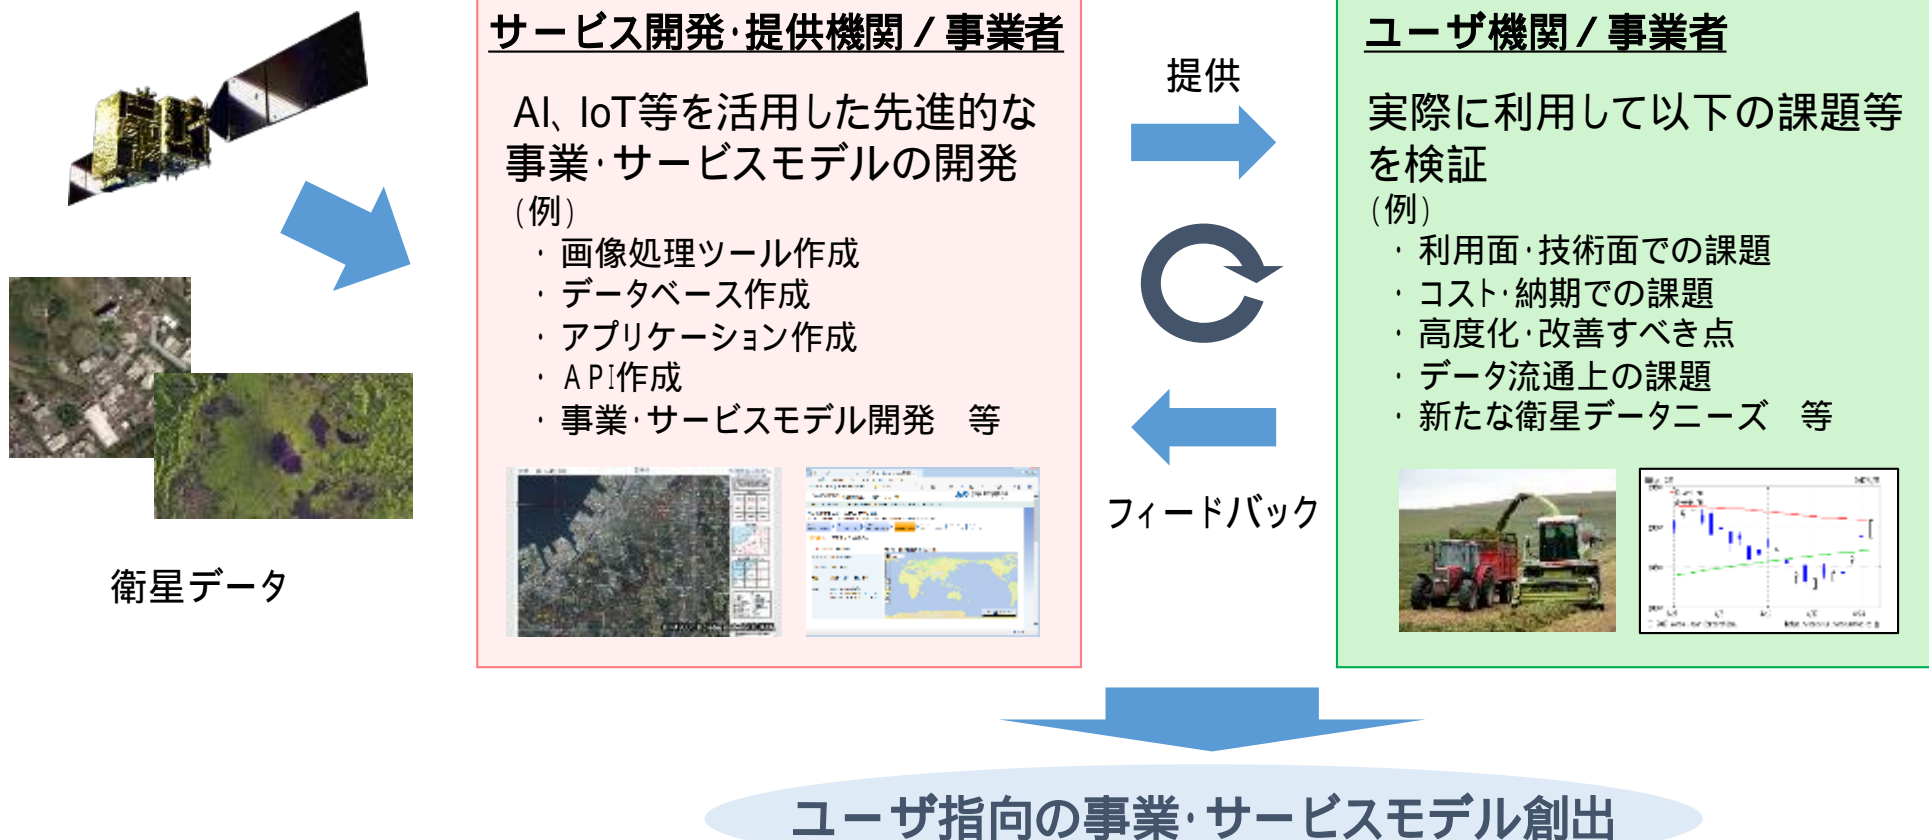 サービス開発・提供機関 / 事業者
AI、IoT等を活用した先進的な
事業・サービスモデルの開発
(例)
・ 画像処理ツール作成
・ データベース作成
・ アプリケーション作成
・ API作成
・ 事業・サービスモデル開発　等
提供
フィードバック
ユーザ機関 / 事業者
実際に利用して以下の課題等
を検証
(例)
・ 利用面・技術面での課題
・ コスト・納期での課題
・ 高度化・改善すべき点
・ データ流通上の課題
・ 新たな衛星データニーズ　等
衛星データ
ユーザ指向の事業・サービスモデル創出